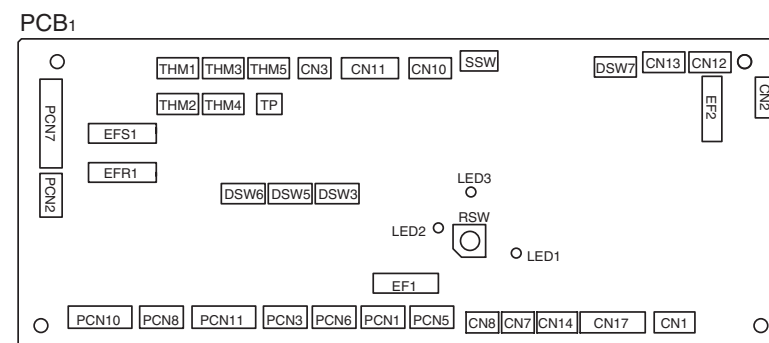 PCB1
THM1 THM3 THM5 CN3 CN11 CN10 SSW DSW7 CN13 CN12
THM2 THM4 TP
PCN7
EFS1
EF2
CN2
EFR1
PCN2
DSW6 DSW5 DSW3
LED3
RSW
LED2
LED1
EF1
PCN10 PCN8 PCN11 PCN3 PCN6 PCN1 PCN5 CN8 CN7 CN14 CN17 CN1